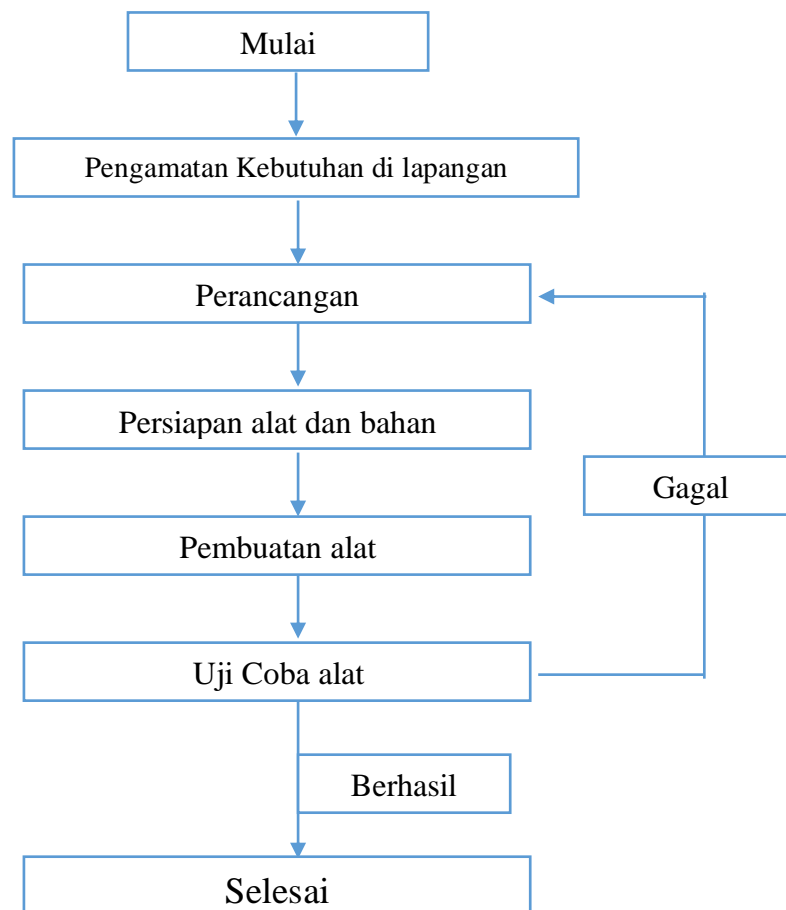 Mulai
Pengamatan Kebutuhan di lapangan
Perancangan
Persiapan alat dan bahan
Gagal
Pembuatan alat
Uji Coba alat
Berhasil
Selesai